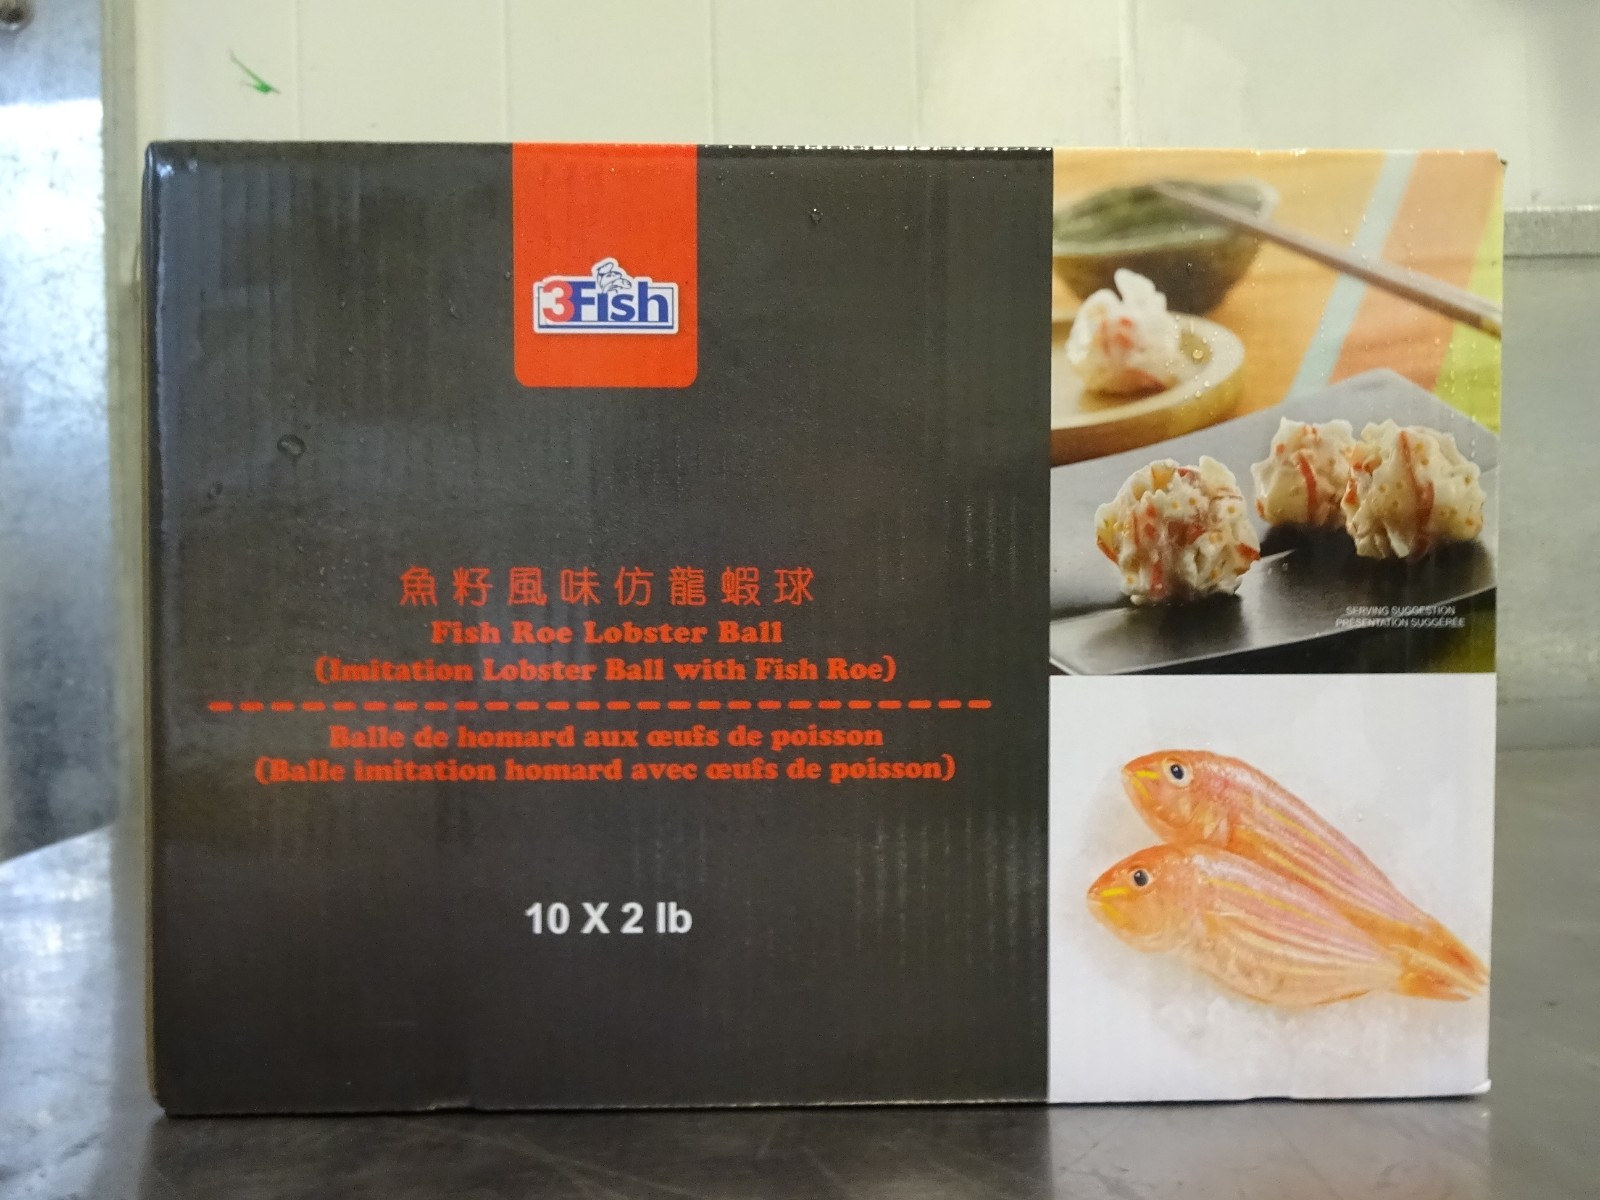 3Fish
魚籽風味仿龍蝦球
Fish Roe Lobster Ball
(Imitation Lobster Ball with Fish Roe)
Balle de homard aux œufs de poisson
(Balle imitation homard avec œufs de poisson)
10 X 2 lb
SERVING SUGGESTION
PRÉSENTATION SUGGÉRÉE